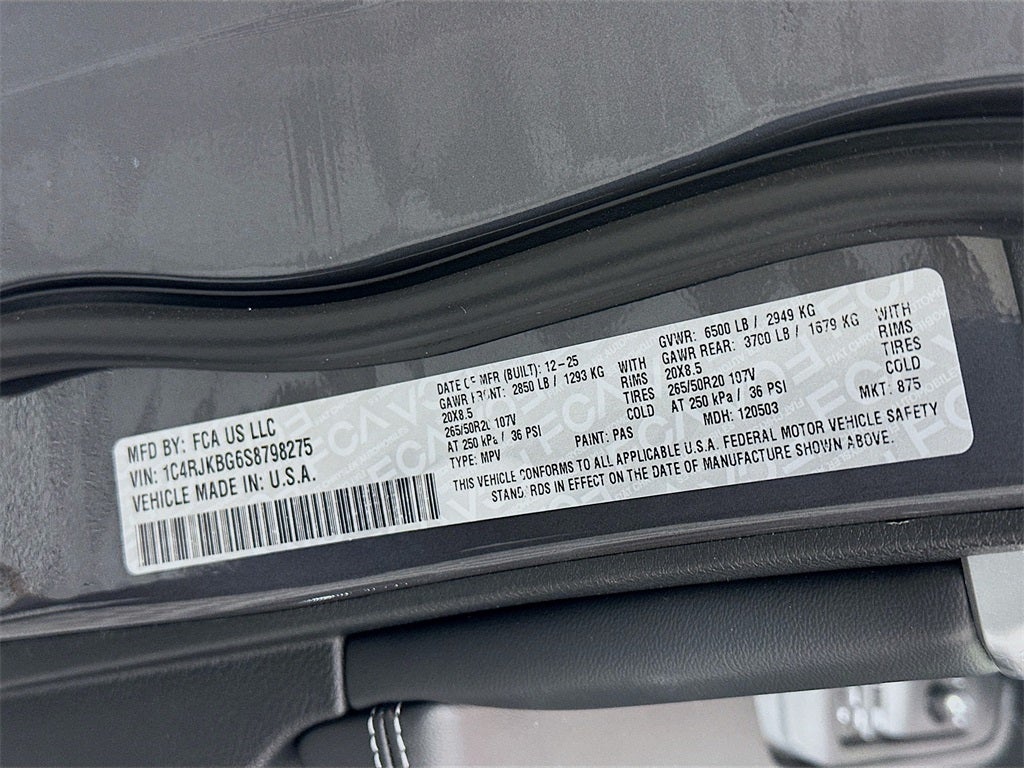 MFD BY: FCA US LLC
VIN: 1C4RJKBG6S8798275
VEHICLE MADE IN: U.S.A.
DATE OF MFR (BUILT): 12-25
GAWR FRONT: 2850 LB / 1293 KG WITH
20X8.5 RIMS
265/50R20 107V TIRES
AT 250 kPa / 36 PSI COLD
TYPE: MPV PAINT: PAS
GVWR: 6500 LB / 2949 KG
GAWR REAR: 3700 LB / 1679 KG WITH
20X8.5 RIMS
265/50R20 107V TIRES
AT 250 kPa / 36 PSI COLD
MDH: 120503 MKT: 875
THIS VEHICLE CONFORMS TO ALL APPLICABLE U.S.A. FEDERAL MOTOR VEHICLE SAFETY
STANDARDS IN EFFECT ON THE DATE OF MANUFACTURE SHOWN ABOVE.
FCA